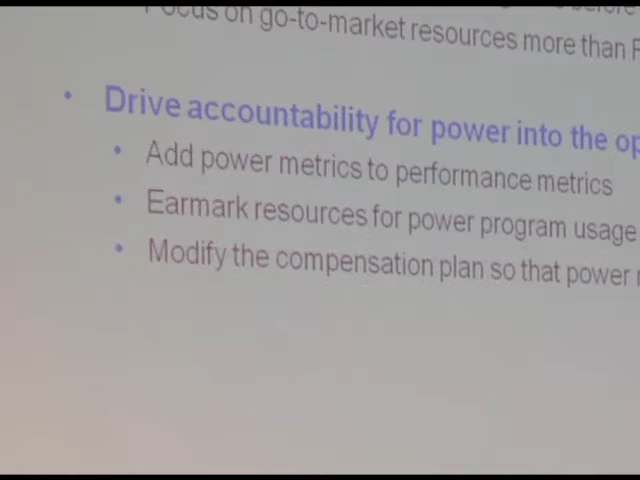 Focus on go-to-market resources more than
• Drive accountability for power into the
• Add power metrics to performance metrics
• Earmark resources for power program usage
• Modify the compensation plan so that power